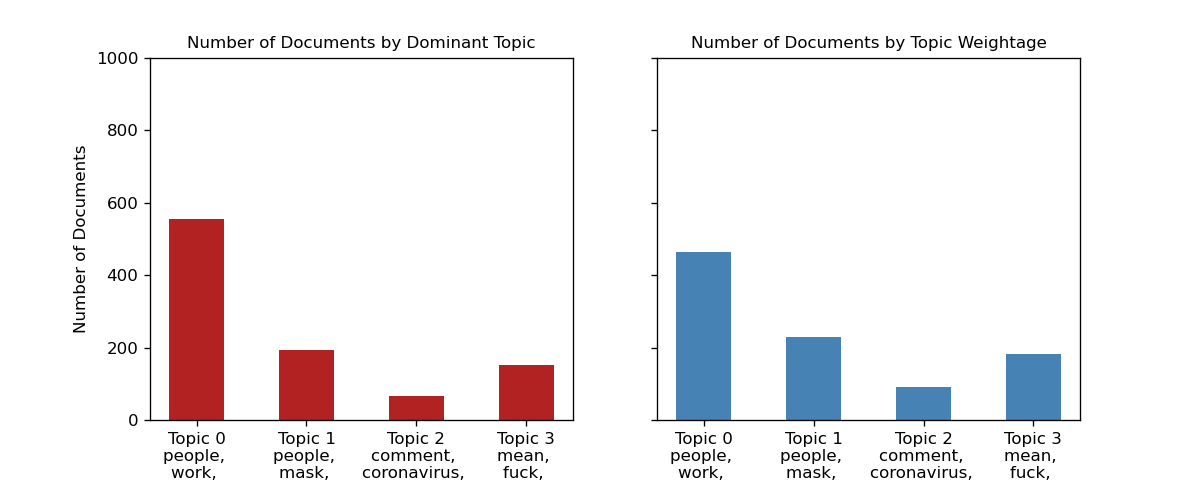 Number of Documents by Dominant Topic
Number of Documents
1000
800
600
400
200
0
Topic 0
people,
work,
Topic 1
people,
mask,
Topic 2
comment,
coronavirus,
Topic 3
mean,
fuck,
Number of Documents by Topic Weightage
Topic 0
people,
work,
Topic 1
people,
mask,
Topic 2
comment,
coronavirus,
Topic 3
mean,
fuck,